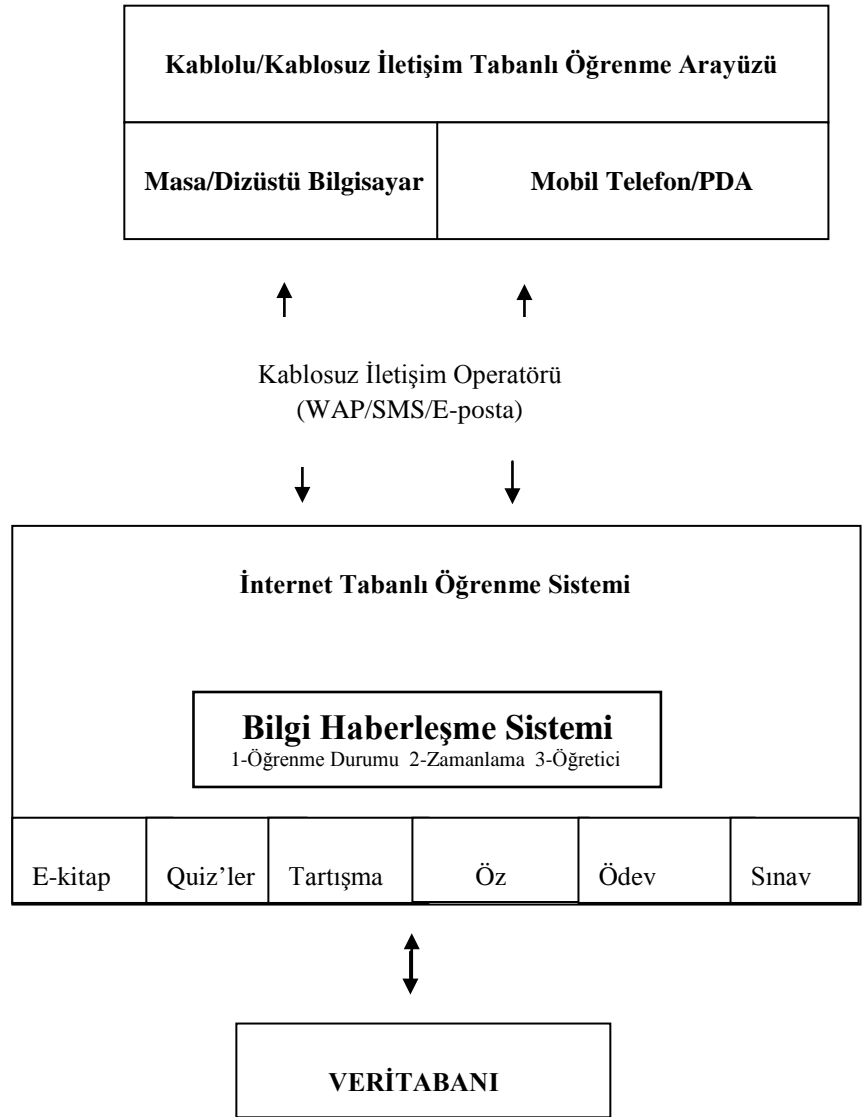 Kablolu/Kablosuz İletişim Tabanlı Öğrenme Arayüzü
Masa/Dizüstü Bilgisayar
Mobil Telefon/PDA
Kablosuz İletişim Operatörü
(WAP/SMS/E-posta)
İnternet Tabanlı Öğrenme Sistemi
Bilgi Haberleşme Sistemi
1-Öğrenme Durumu 2-Zamanlama 3-Öğretici
E-kitap
Quiz’ler
Tartışma
Öz
Ödev
Sınav
VERİTABANI